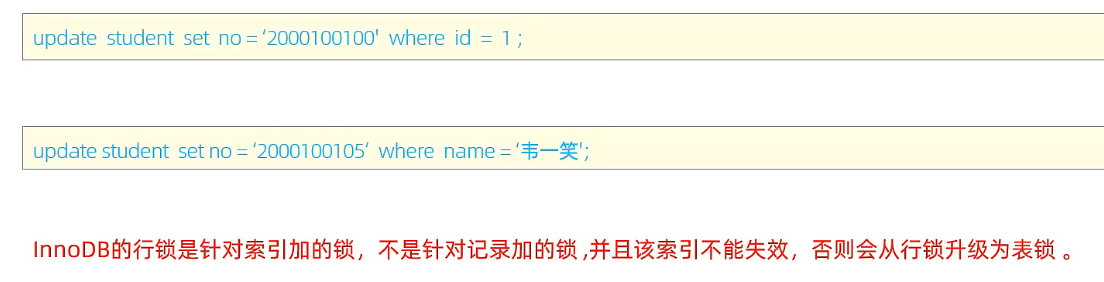 update student set no = ‘2000100100' where id = 1 ;
update student set no = ‘2000100105‘ where name = ‘韦一笑';
InnoDB的行锁是针对索引加的锁，不是针对记录加的锁 ,并且该索引不能失效，否则会从行锁升级为表锁 。